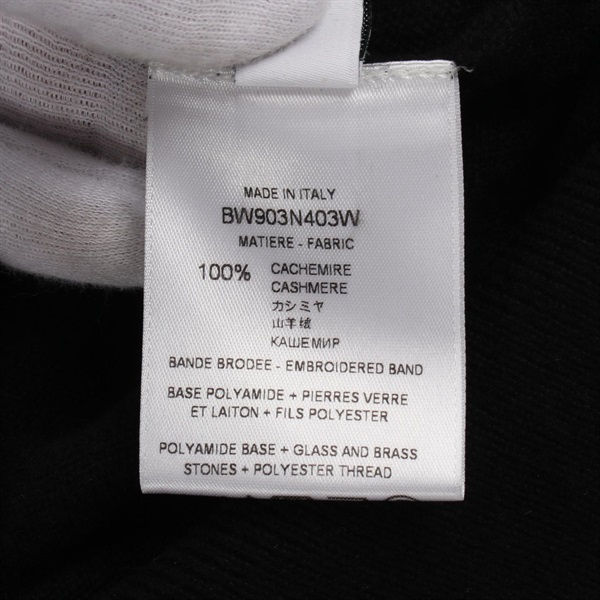 MADE IN ITALY
BW903N403W
MATIERE - FABRIC
100% CACHEMIRE
CASHMERE
カシミヤ
山羊绒
КАШЕМИР
BANDE BRODEE - EMBROIDERED BAND
BASE POLYAMIDE + PIERRES VERRE
ET LAITON + FILS POLYESTER
POLYAMIDE BASE + GLASS AND BRASS
STONES + POLYESTER THREAD